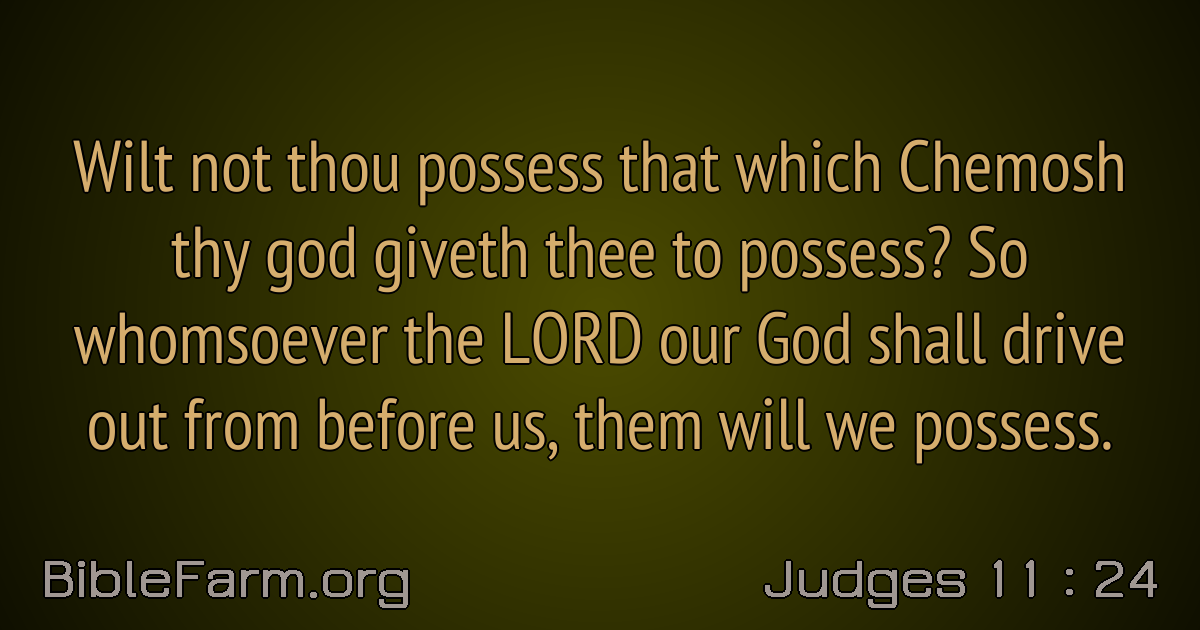 Wilt not thou possess that which Chemosh
thy god giveth thee to possess? So
whomsoever the LORD our God shall drive
out from before us, them will we possess.
BibleFarm.org
Judges 11 : 24